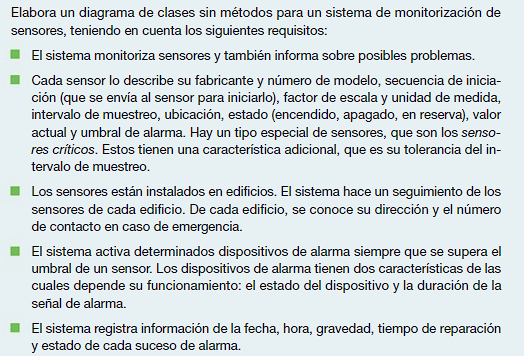 Elabora un diagrama de clases sin métodos para un sistema de monitorización de
sensores, teniendo en cuenta los siguientes requisitos:
El sistema monitoriza sensores y también informa sobre posibles problemas.
Cada sensor lo describe su fabricante y número de modelo, secuencia de inicia-
ción (que se envía al sensor para iniciarlo), factor de escala y unidad de medida,
intervalo de muestreo, ubicación, estado (encendido, apagado, en reserva), valor
actual y umbral de alarma. Hay un tipo especial de sensores, que son los senso-
res críticos. Estos tienen una característica adicional, que es su tolerancia del in-
tervalo de muestreo.
Los sensores están instalados en edificios. El sistema hace un seguimiento de los
sensores de cada edificio. De cada edificio, se conoce su dirección y el número
de contacto en caso de emergencia.
El sistema activa determinados dispositivos de alarma siempre que se supera el
umbral de un sensor. Los dispositivos de alarma tienen dos características de las
cuales depende su funcionamiento: el estado del dispositivo y la duración de la
señal de alarma.
El sistema registra información de la fecha, hora, gravedad, tiempo de reparación
y estado de cada suceso de alarma.